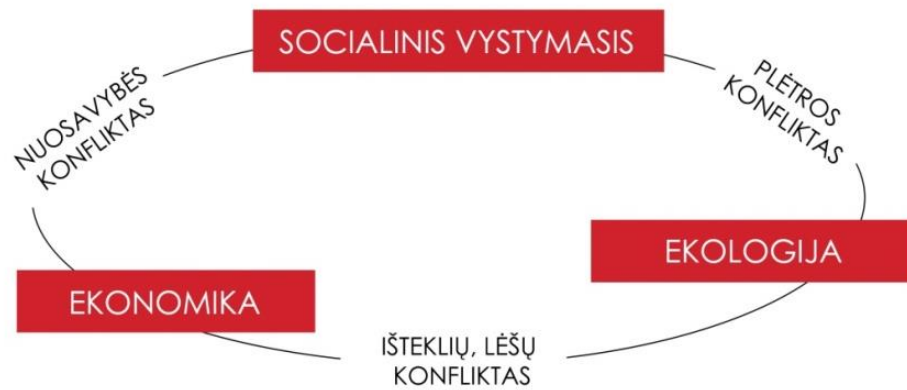 SOCIALINIS VYSTYMASIS
NUOSAVYBĖS
KONFLIKTAS
PLĖTROS
KONFLIKTAS
EKOLOGIJA
EKONOMIKA
IŠTEKLIŲ, LĖŠŲ
KONFLIKTAS